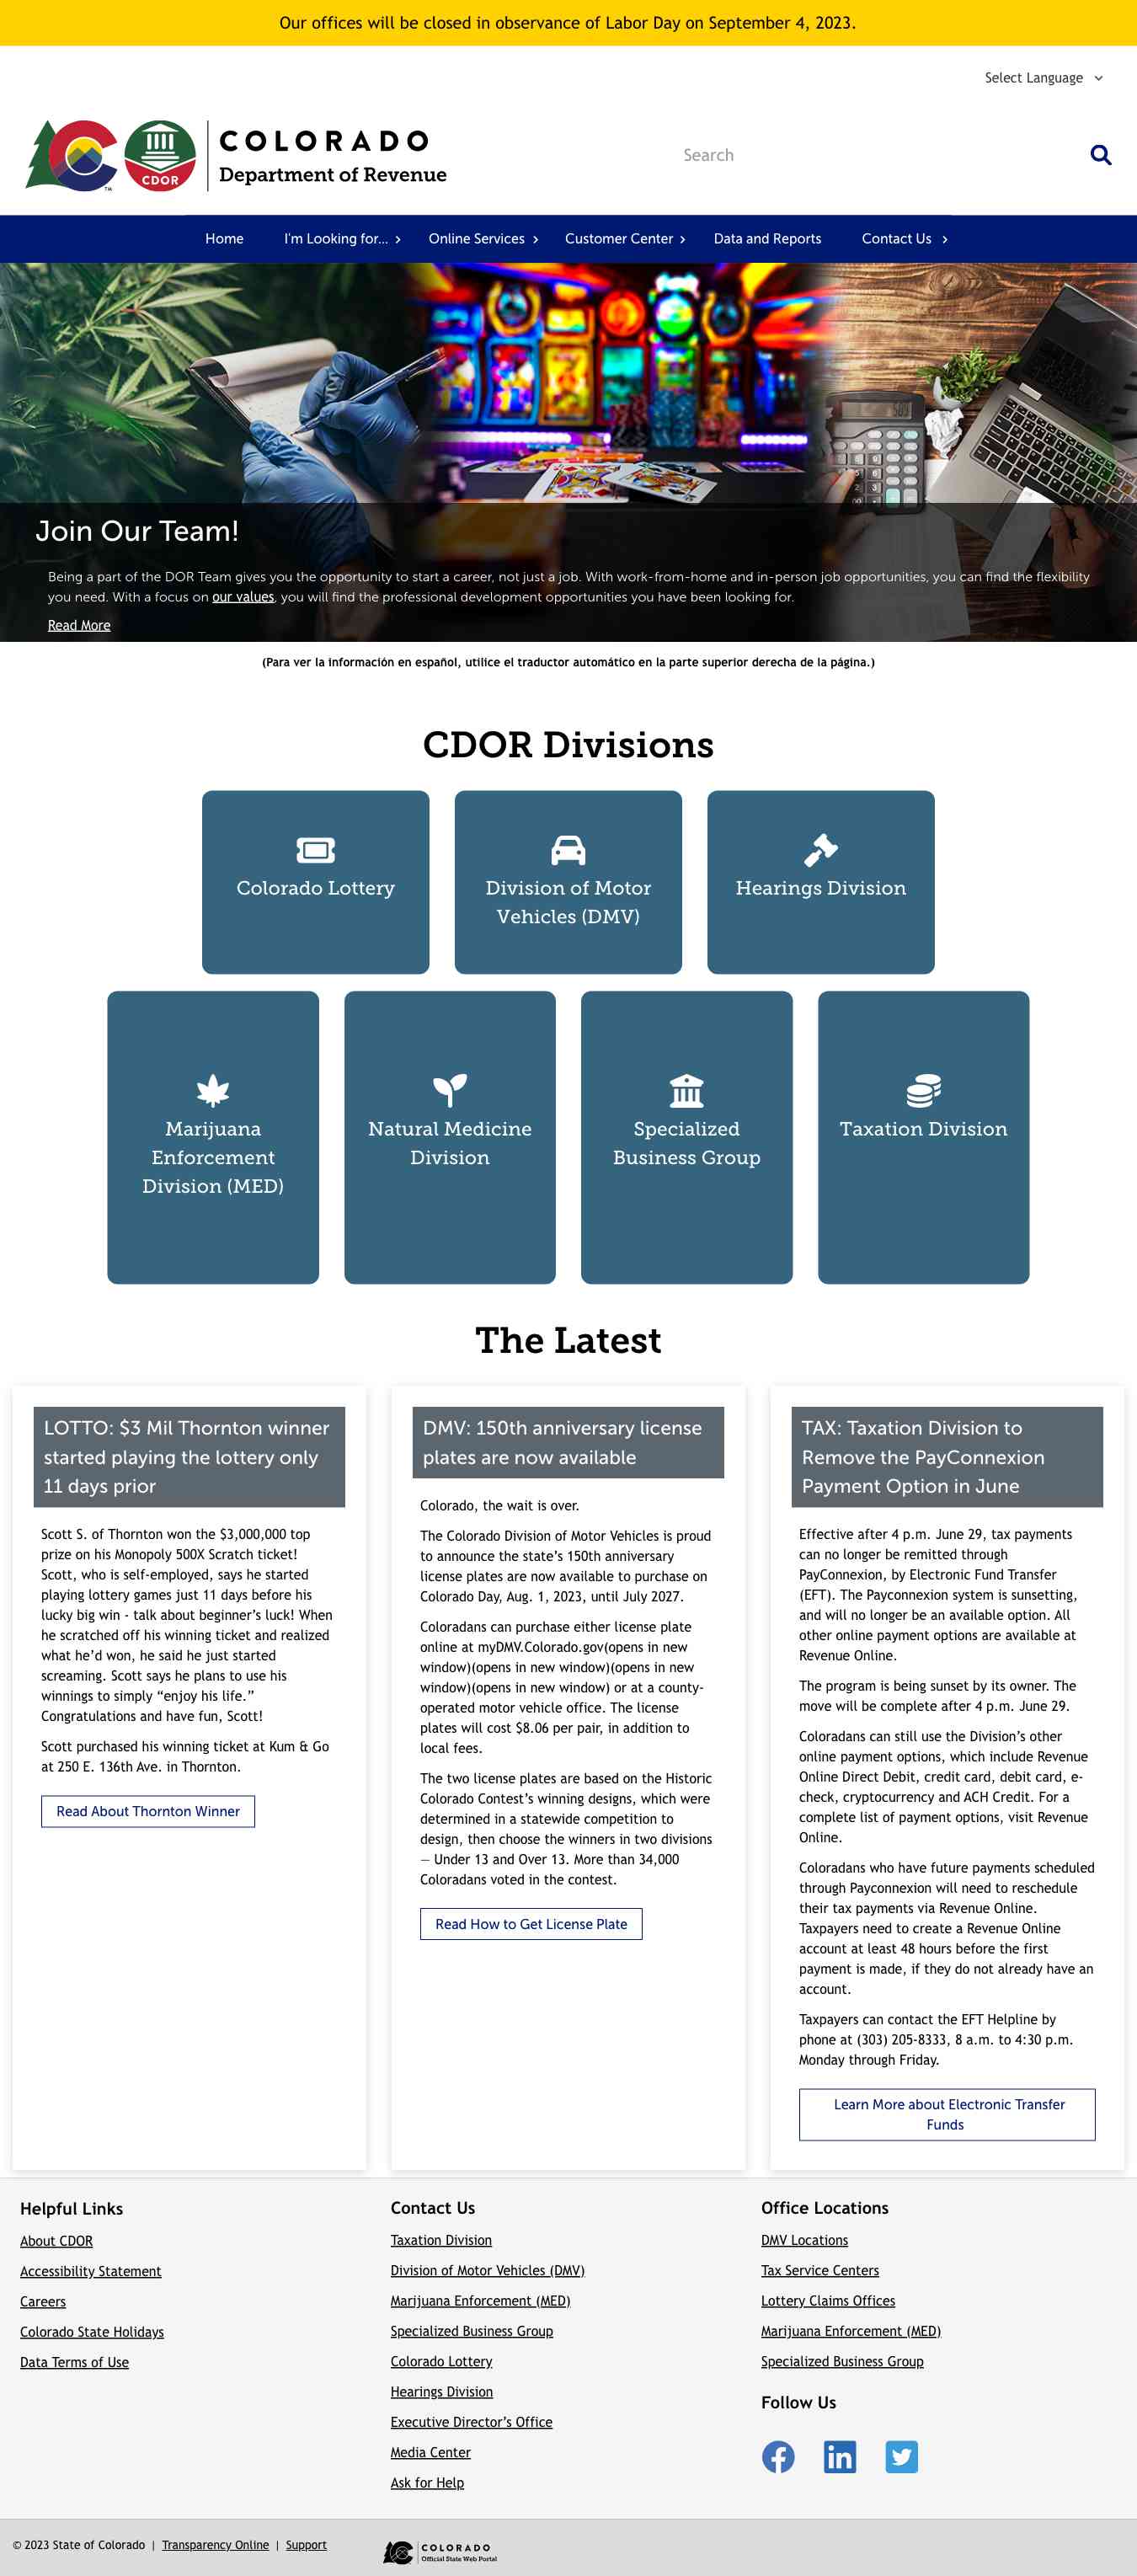 Our offices will be closed in observance of Labor Day on September 4, 2023.
Select Language
CDOR
TM
COLORADO
Department of Revenue
Search
Home
I'm Looking for...
Online Services
Customer Center
Data and Reports
Contact Us
Join Our Team!
Being a part of the DOR Team gives you the opportunity to start a career, not just a job. With work-from-home and in-person job opportunities, you can find the flexibility
you need. With a focus on our values, you will find the professional development opportunities you have been looking for.
Read More
(Para ver la información en español, utilice el traductor automático en la parte superior derecha de la página.)
CDOR Divisions
Colorado Lottery
Division of Motor
Vehicles (DMV)
Hearings Division
Marijuana
Enforcement
Division (MED)
Natural Medicine
Division
Specialized
Business Group
Taxation Division
The Latest
LOTTO: $3 Mil Thornton winner
started playing the lottery only
11 days prior
Scott S. of Thornton won the $3,000,000 top
prize on his Monopoly 500X Scratch ticket!
Scott, who is self-employed, says he started
playing lottery games just 11 days before his
lucky big win - talk about beginner’s luck! When
he scratched off his winning ticket and realized
what he’d won, he said he just started
screaming. Scott says he plans to use his
winnings to simply “enjoy his life.”
Congratulations and have fun, Scott!
Scott purchased his winning ticket at Kum & Go
at 250 E. 136th Ave. in Thornton.
Read About Thornton Winner
DMV: 150th anniversary license
plates are now available
Colorado, the wait is over.
The Colorado Division of Motor Vehicles is proud
to announce the state’s 150th anniversary
license plates are now available to purchase on
Colorado Day, Aug. 1, 2023, until July 2027.
Coloradans can purchase either license plate
online at myDMV.Colorado.gov(opens in new
window)(opens in new window)(opens in new
window)(opens in new window) or at a county-
operated motor vehicle office. The license
plates will cost $8.06 per pair, in addition to
local fees.
The two license plates are based on the Historic
Colorado Contest’s winning designs, which were
determined in a statewide competition to
design, then choose the winners in two divisions
— Under 13 and Over 13. More than 34,000
Coloradans voted in the contest.
Read How to Get License Plate
TAX: Taxation Division to
Remove the PayConnexion
Payment Option in June
Effective after 4 p.m. June 29, tax payments
can no longer be remitted through
PayConnexion, by Electronic Fund Transfer
(EFT). The Payconnexion system is sunsetting,
and will no longer be an available option. All
other online payment options are available at
Revenue Online.
The program is being sunset by its owner. The
move will be complete after 4 p.m. June 29.
Coloradans can still use the Division’s other
online payment options, which include Revenue
Online Direct Debit, credit card, debit card, e-
check, cryptocurrency and ACH Credit. For a
complete list of payment options, visit Revenue
Online.
Coloradans who have future payments scheduled
through Payconnexion will need to reschedule
their tax payments via Revenue Online.
Taxpayers need to create a Revenue Online
account at least 48 hours before the first
payment is made, if they do not already have an
account.
Taxpayers can contact the EFT Helpline by
phone at (303) 205-8333, 8 a.m. to 4:30 p.m.
Monday through Friday.
Learn More about Electronic Transfer
Funds
Helpful Links
About CDOR
Accessibility Statement
Careers
Colorado State Holidays
Data Terms of Use
Contact Us
Taxation Division
Division of Motor Vehicles (DMV)
Marijuana Enforcement (MED)
Specialized Business Group
Colorado Lottery
Hearings Division
Executive Director’s Office
Media Center
Ask for Help
Office Locations
DMV Locations
Tax Service Centers
Lottery Claims Offices
Marijuana Enforcement (MED)
Specialized Business Group
Follow Us
© 2023 State of Colorado | Transparency Online | Support
COLORADO
Official State Web Portal